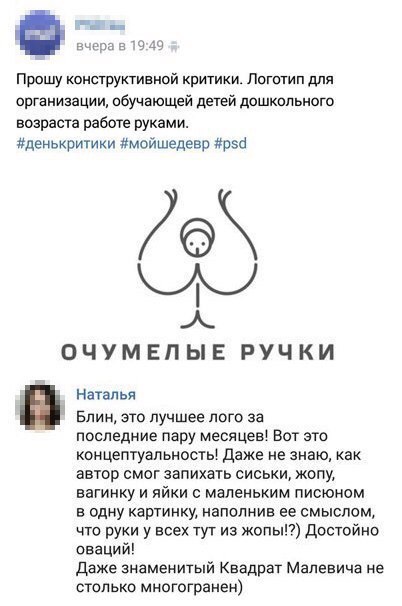 вчера в 19:49
Прошу конструктивной критики. Логотип для
организации, обучающей детей дошкольного
возраста работе руками.
#денькритики #мойшедевр #psd
ОЧУМЕЛЫЕ РУЧКИ
Наталья
Блин, это лучшее лого за
последние пару месяцев! Вот это
концептуальность! Даже не знаю, как
автор смог запихать сиськи, жопу,
вагинку и яйки с маленьким писюном
в одну картинку, наполнив ее смыслом,
что руки у всех тут из жопы!?) Достойно
оваций!
Даже знаменитый Квадрат Малевича не
столько многогранен)